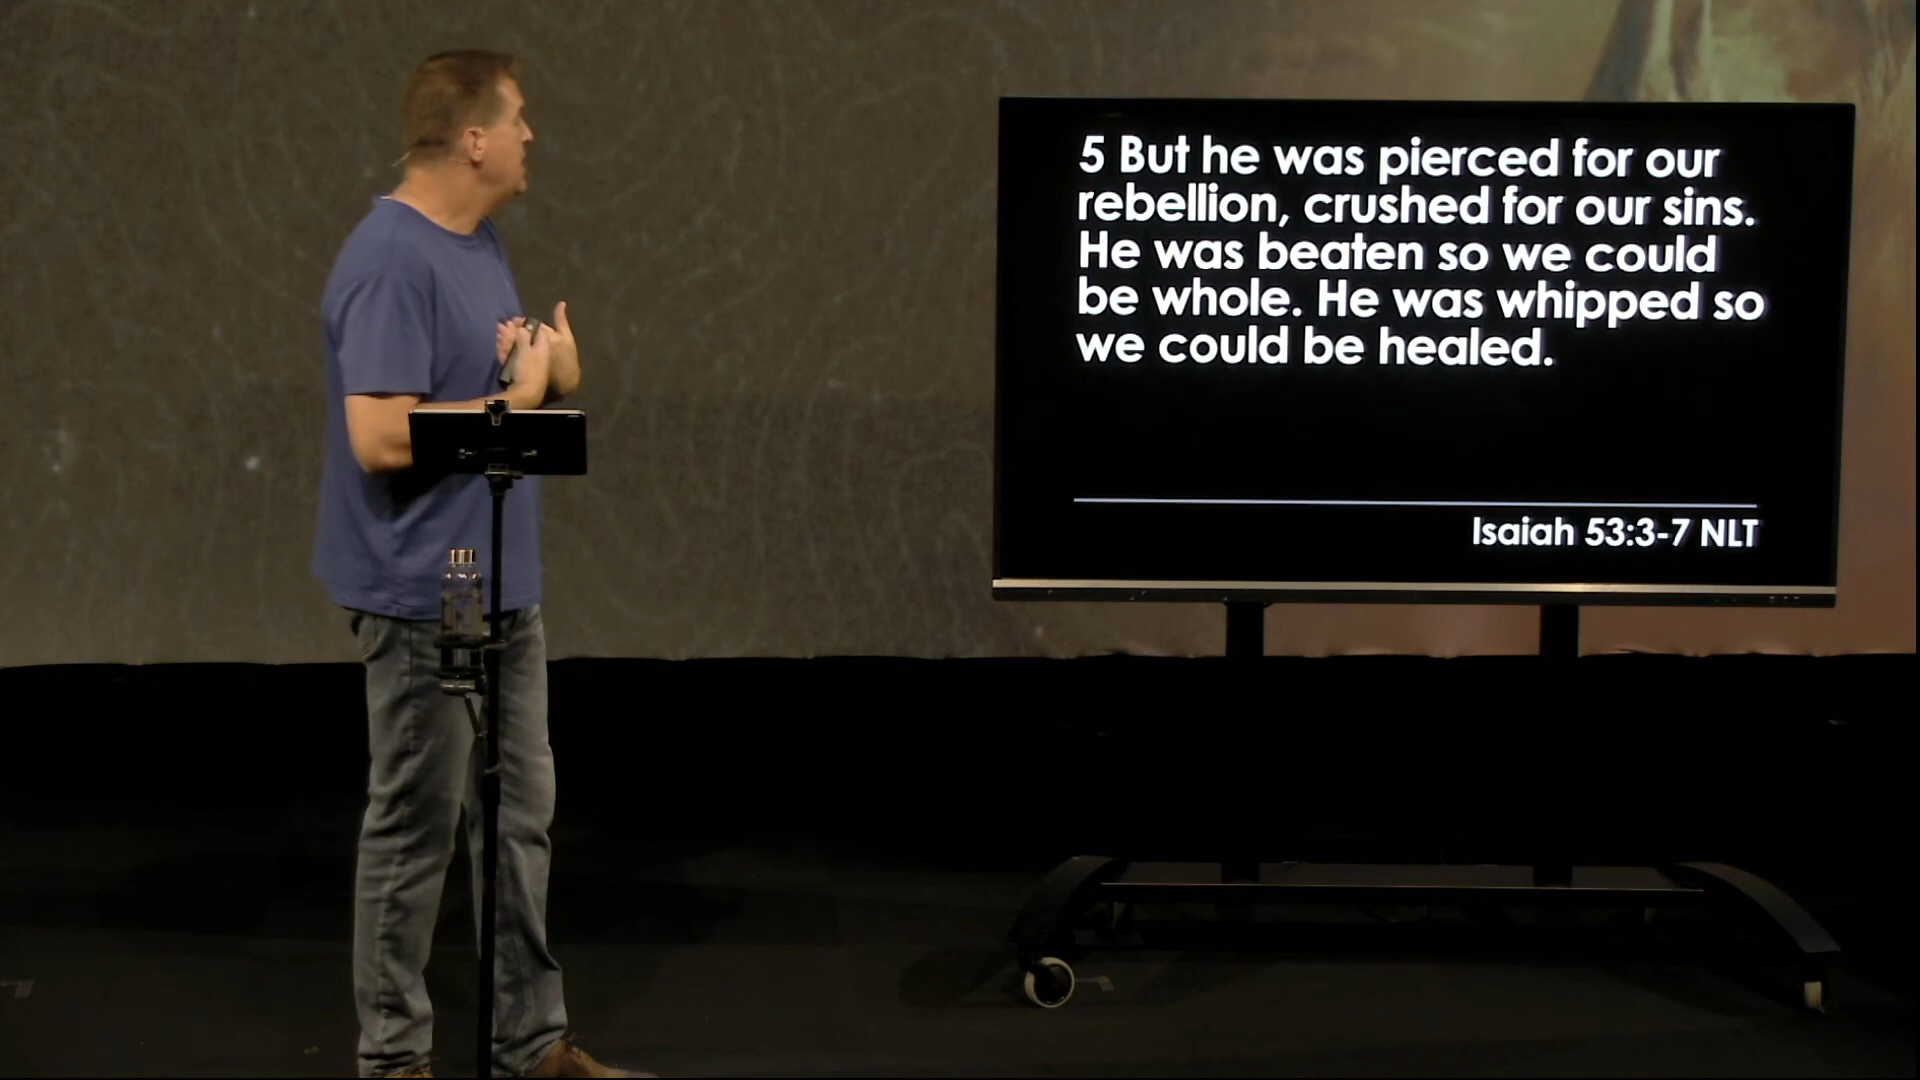 5 But he was pierced for our
rebellion, crushed for our sins.
He was beaten so we could
be whole. He was whipped so
we could be healed.
Isaiah 53:3-7 NLT